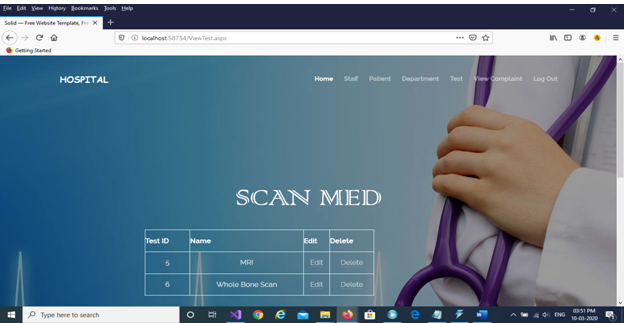 File Edit View History Bookmarks Tools Help
Solid — Free Website Template, Fre
localhost:58754/ViewTest.aspx
Getting Started
HOSPITAL Home Staff Patient Department Test View Complaint Log Out
SCAN MED
Test ID Name Edit Delete
5 MRI Edit Delete
6 Whole Bone Scan Edit Delete
Type here to search
ENG 03:51 PM
10-03-2020